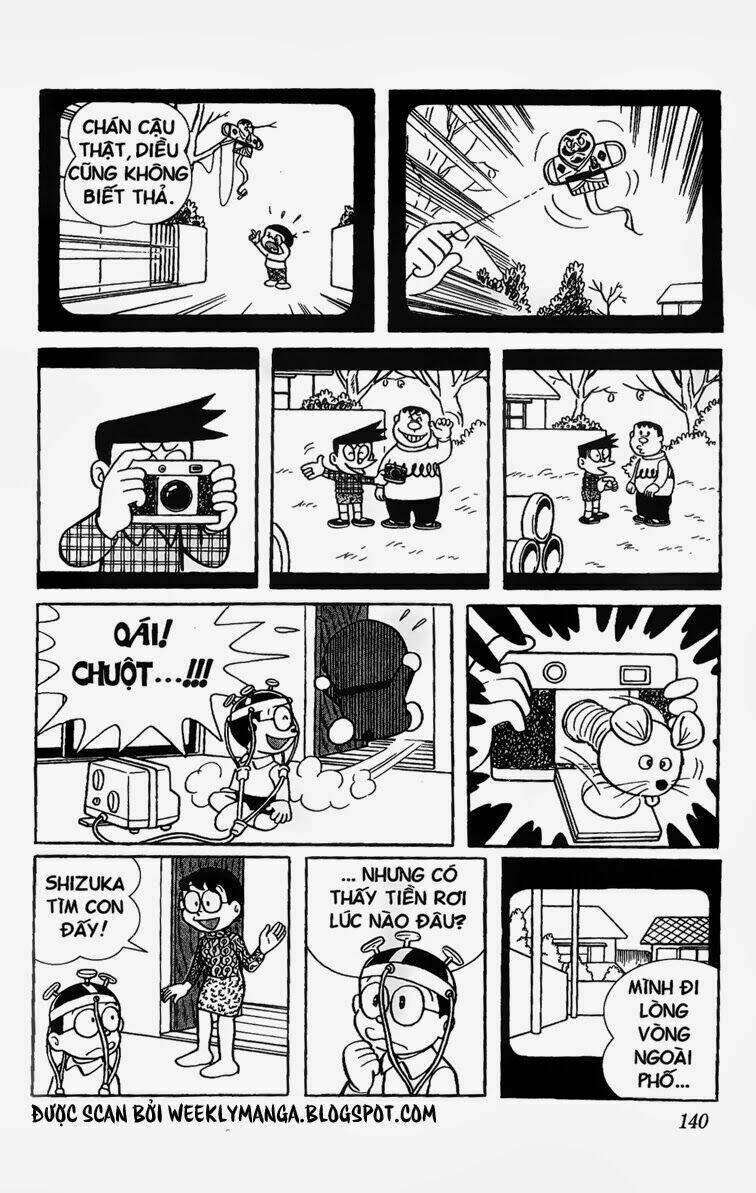 CHÁN CẬU
THẬT, DIỀU
CŨNG KHÔNG
BIẾT THẢ.
OÁI!
CHUỘT...!!!
SHIZUKA
TÌM CON
ĐẤY!
... NHƯNG CÓ
THẤY TIỀN RƠI
LÚC NÀO ĐÂU?
MÌNH ĐI
LÒNG
VÒNG
NGOÀI
PHỐ...
ĐƯỢC SCAN BỞI WEEKLYMANGA.BLOGSPOT.COM
140